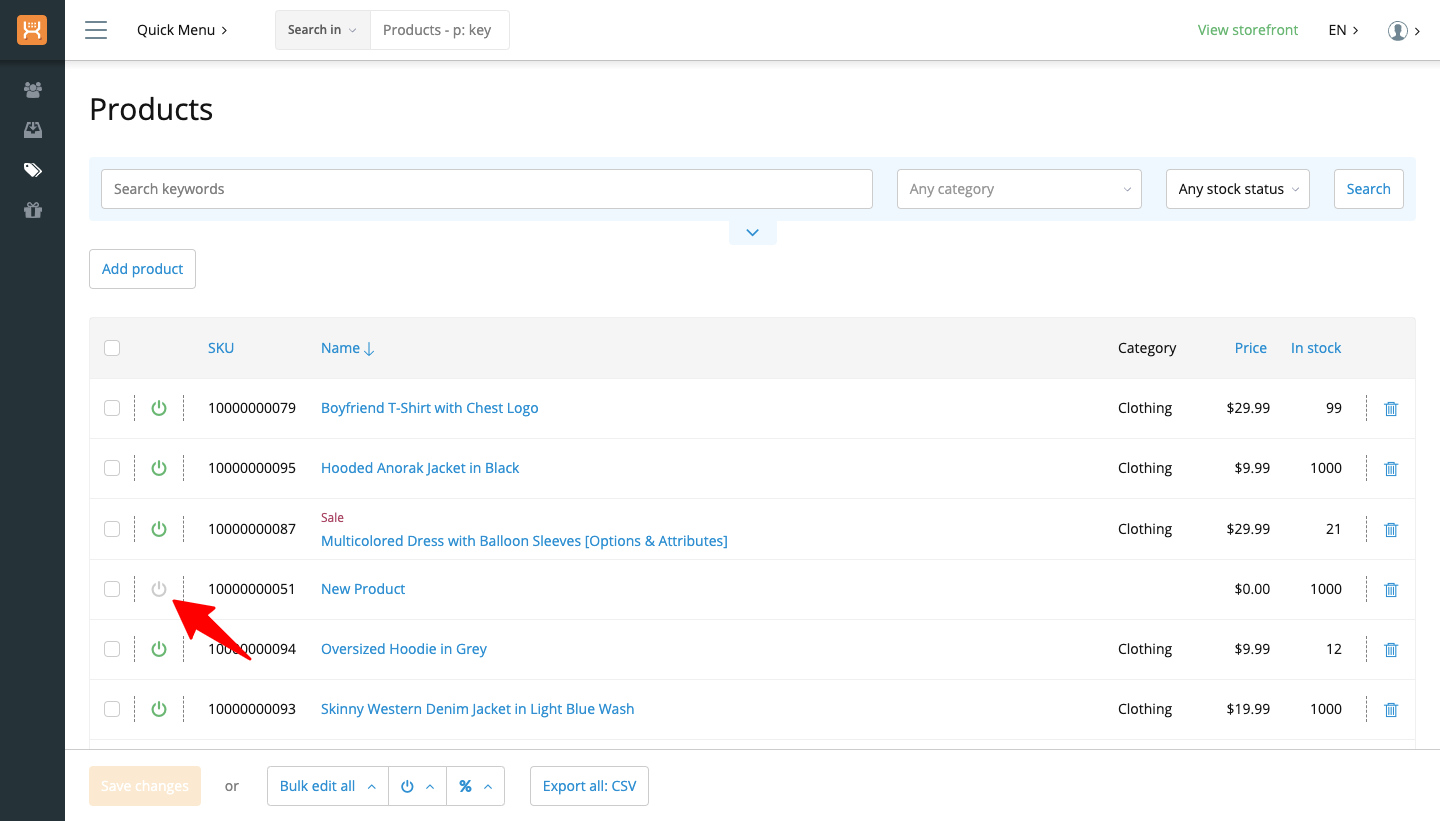 Quick Menu
Search in
Products - p: key
View storefront
EN
Products
Search keywords
Any category
Any stock status
Search
Add product
SKU Name Category Price In stock
10000000079 Boyfriend T-Shirt with Chest Logo Clothing $29.99 99
10000000095 Hooded Anorak Jacket in Black Clothing $9.99 1000
Sale
10000000087 Multicolored Dress with Balloon Sleeves [Options & Attributes] Clothing $29.99 21
10000000051 New Product $0.00 1000
10000000094 Oversized Hoodie in Grey Clothing $9.99 12
10000000093 Skinny Western Denim Jacket in Light Blue Wash Clothing $19.99 1000
Save changes
or
Bulk edit all
%
Export all: CSV